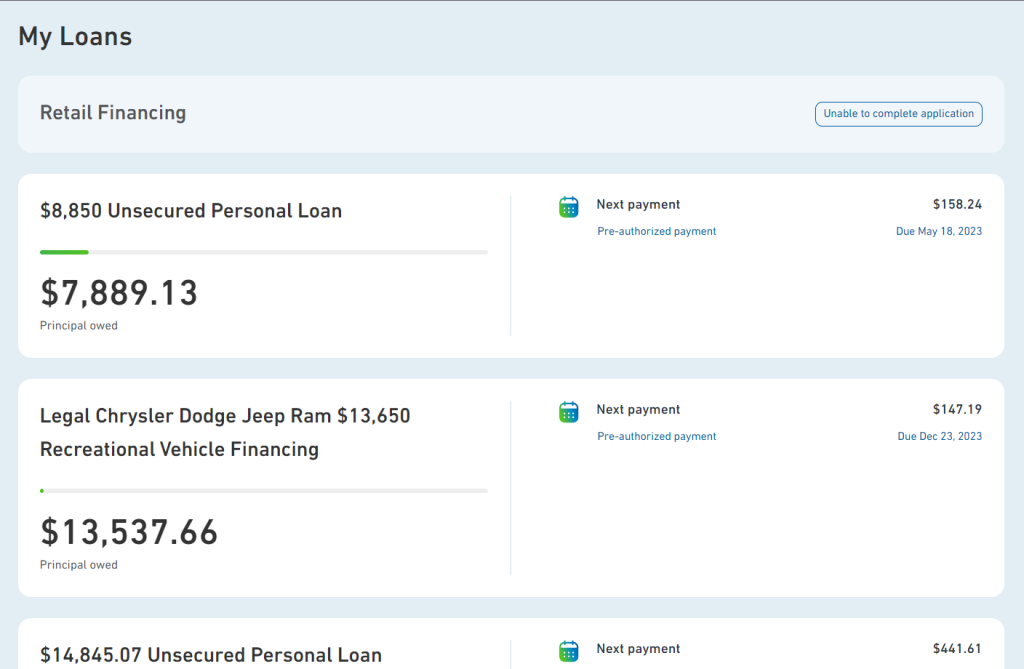 My Loans
Retail Financing
Unable to complete application
$8,850 Unsecured Personal Loan
$7,889.13
Principal owed
Next payment
$158.24
Pre-authorized payment
Due May 18, 2023
Legal Chrysler Dodge Jeep Ram $13,650
Recreational Vehicle Financing
$13,537.66
Principal owed
Next payment
$147.19
Pre-authorized payment
Due Dec 23, 2023
$14,845.07 Unsecured Personal Loan
Next payment
$441.61